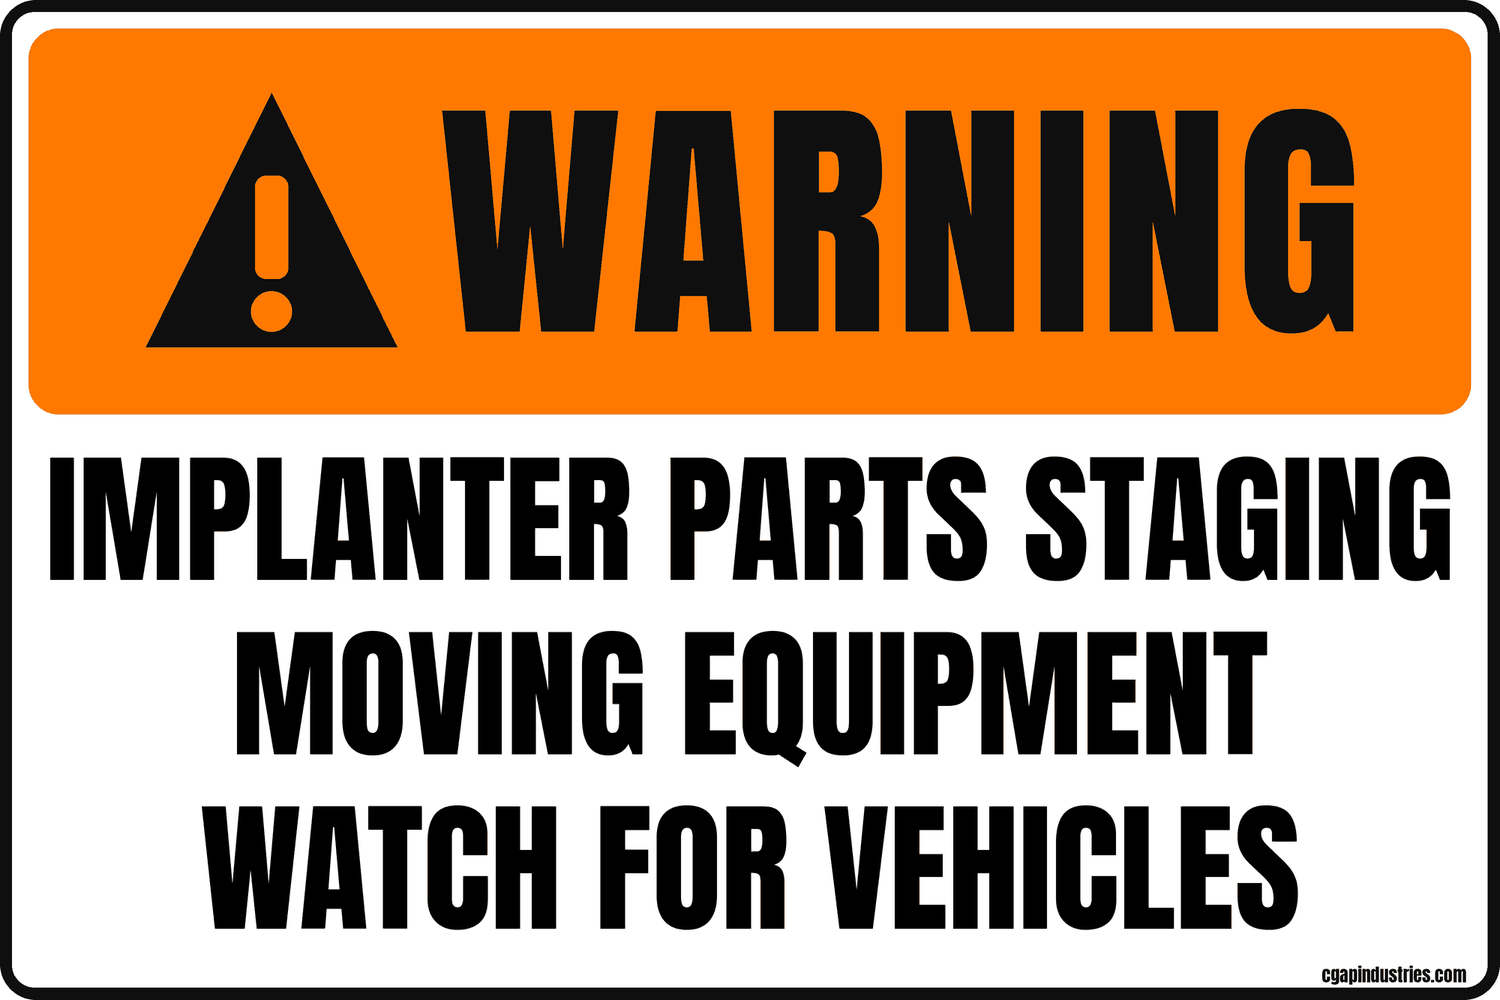 WARNING
IMPLANTER PARTS STAGING
MOVING EQUIPMENT
WATCH FOR VEHICLES
cgapindustries.com